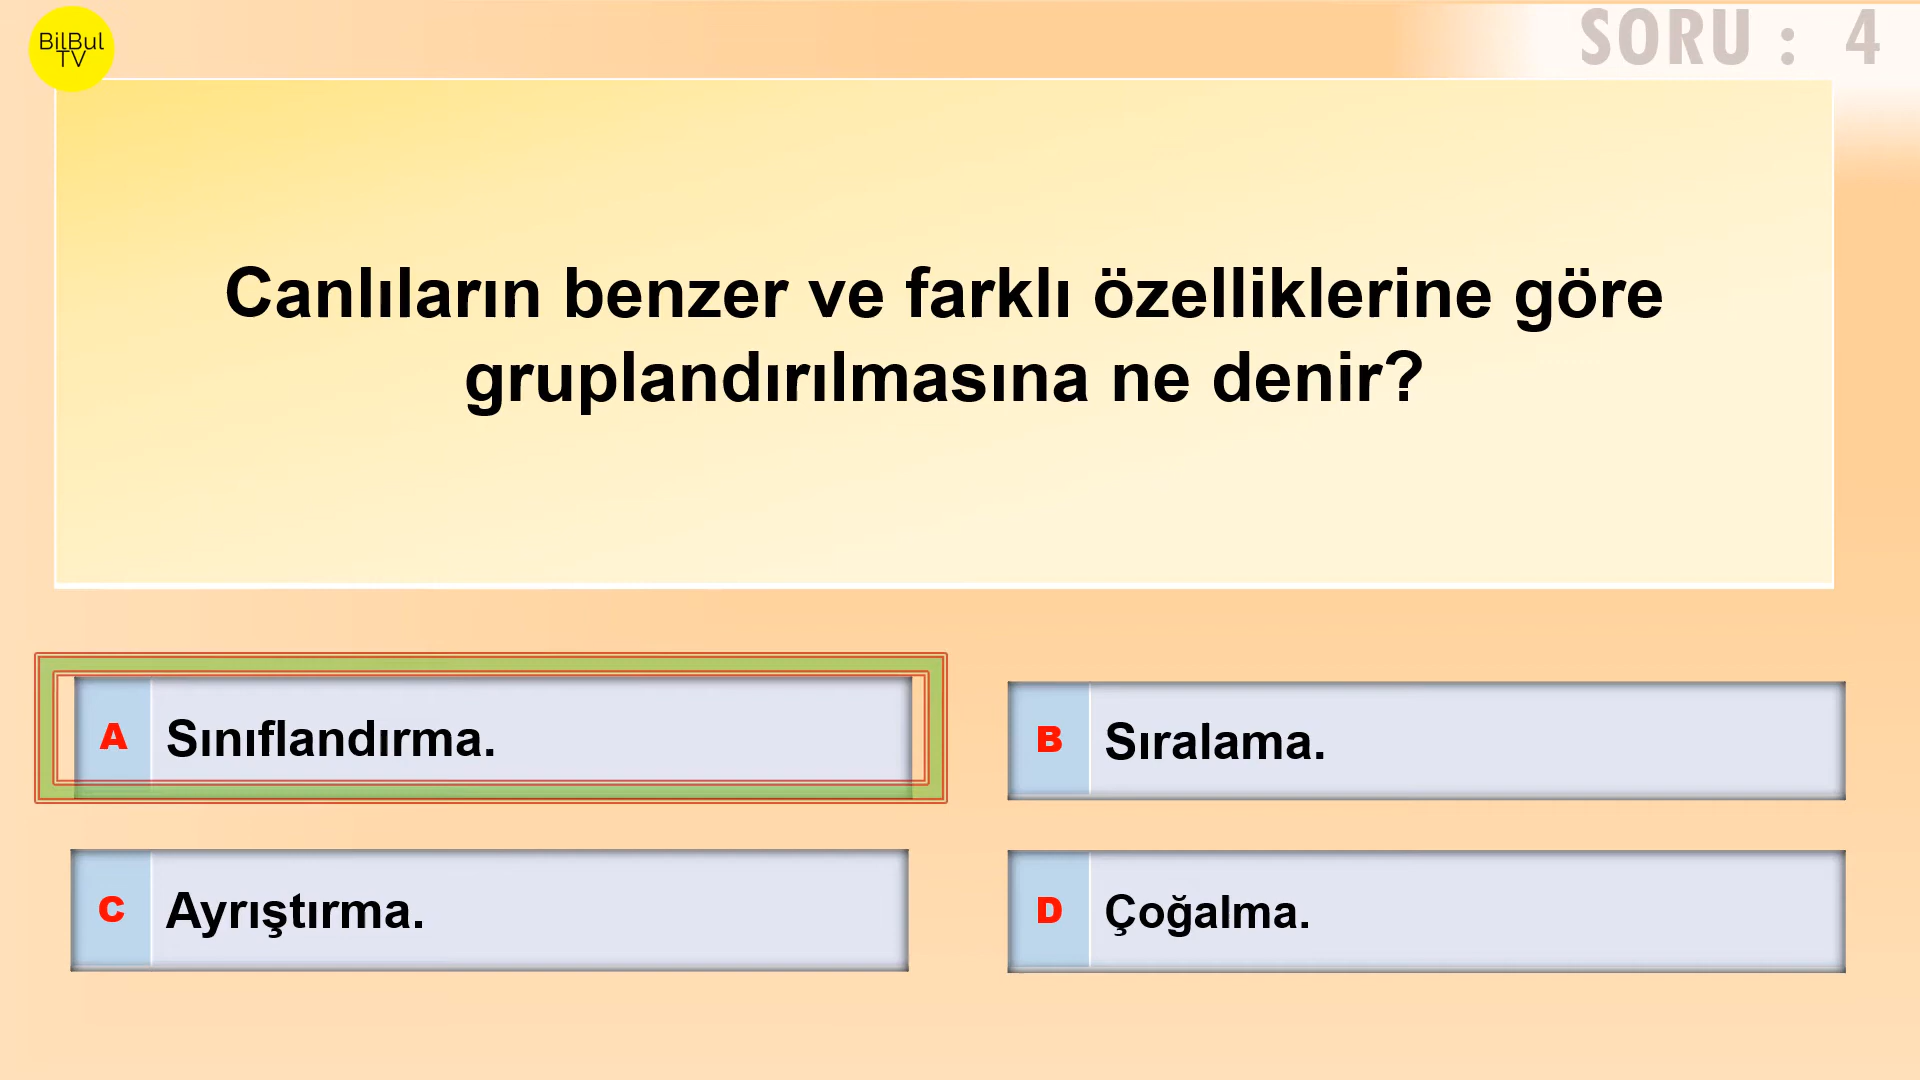 BilBul
TV
SORU : 4
Canlıların benzer ve farklı özelliklerine göre
gruplandırılmasına ne denir?
A Sınıflandırma.
B Sıralama.
C Ayrıştırma.
D Çoğalma.